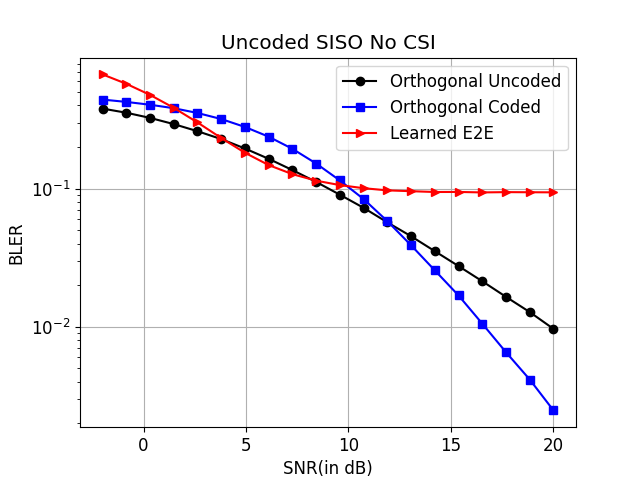 Uncoded SISO No CSI
Orthogonal Uncoded
Orthogonal Coded
Learned E2E
10⁻¹
10⁻²
BLER
0 5 10 15 20
SNR(in dB)